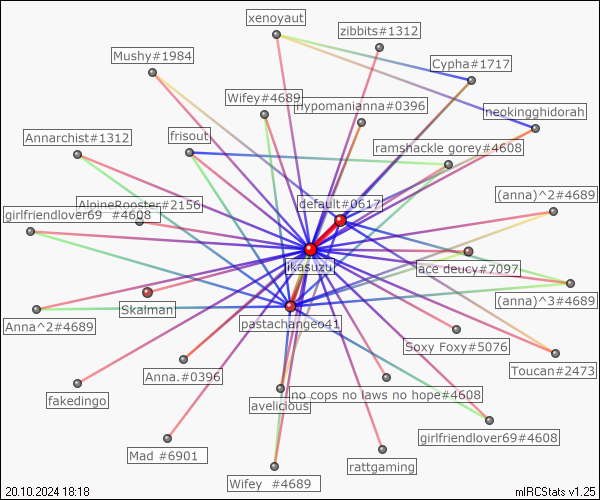 xenoyaut
zibbits#1312
Mushy#1984
Cypha#1717
Wifey#4689
hypomanianna#0396
neokingghidorah
Annarchist#1312
frisout
ramshackle gorey#4608
AlpineRooster#2156
default#0617
(anna)^2#4689
girlfriendlover69 #4608
ikasuzu
ace deucy#7097
Skalman
(anna)^3#4689
Anna^2#4689
pastachangeo41
Soxy Foxy#5076
Anna.#0396
Toucan#2473
fakedingo
avelicious
no cops no laws no hope#4608
girlfriendlover69#4608
Mad #6901
rattgaming
Wifey #4689
20.10.2024 18:18
mIRCStats v1.25